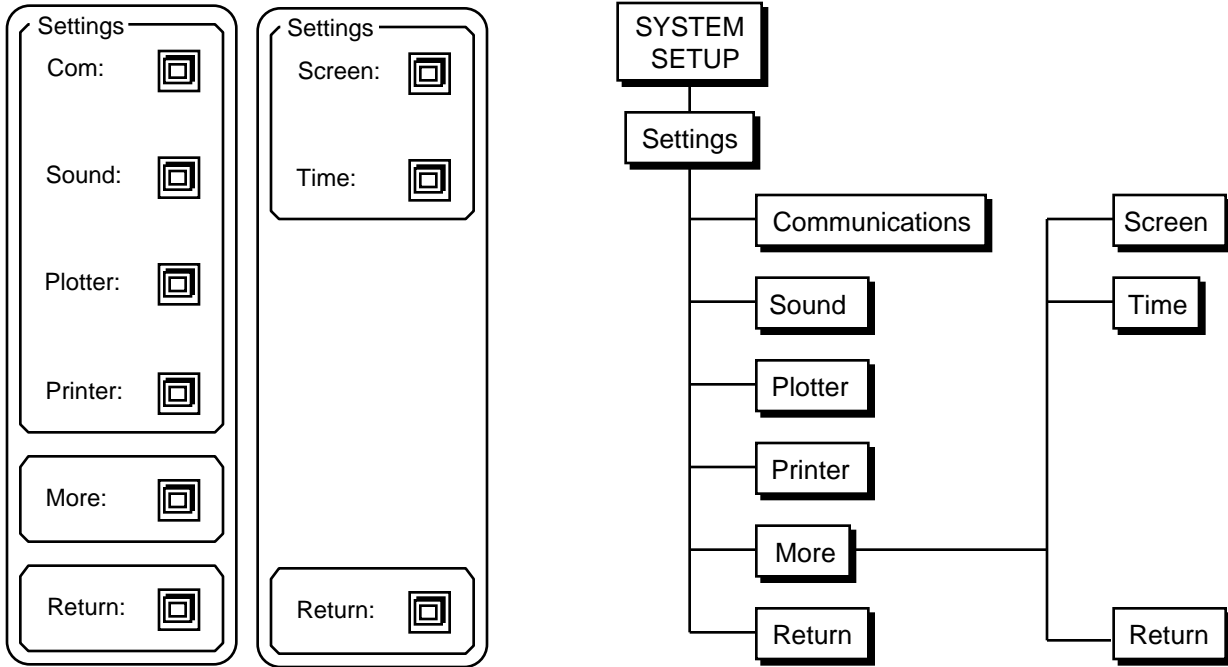 Settings
Com:
Sound:
Plotter:
Printer:
More:
Return:
Settings
Screen:
Time:
Return:
SYSTEM
SETUP
Settings
Communications
Sound
Plotter
Printer
More
Return
Screen
Time
Return